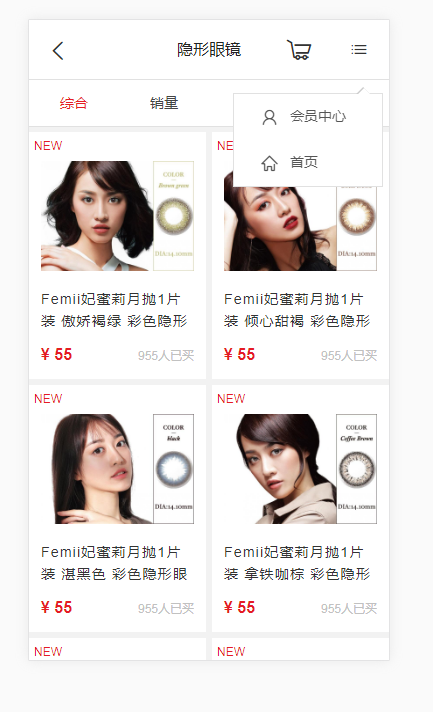 隐形眼镜
综合 销量
会员中心
首页
NEW
COLOR
Brown green
DIA:14.10mm
Femii妃蜜莉月抛1片
装 傲娇褐绿 彩色隐形
¥ 55 955人已买
DIA:14.10mm
Femii妃蜜莉月抛1片
装 倾心甜褐 彩色隐形
¥ 55 955人已买
NEW
COLOR
black
DIA:14.10mm
Femii妃蜜莉月抛1片
装 湛黑色 彩色隐形眼
¥ 55 955人已买
NEW
COLOR
Coffee Brown
DIA:14.10mm
Femii妃蜜莉月抛1片
装 拿铁咖棕 彩色隐形
¥ 55 955人已买
NEW
NEW